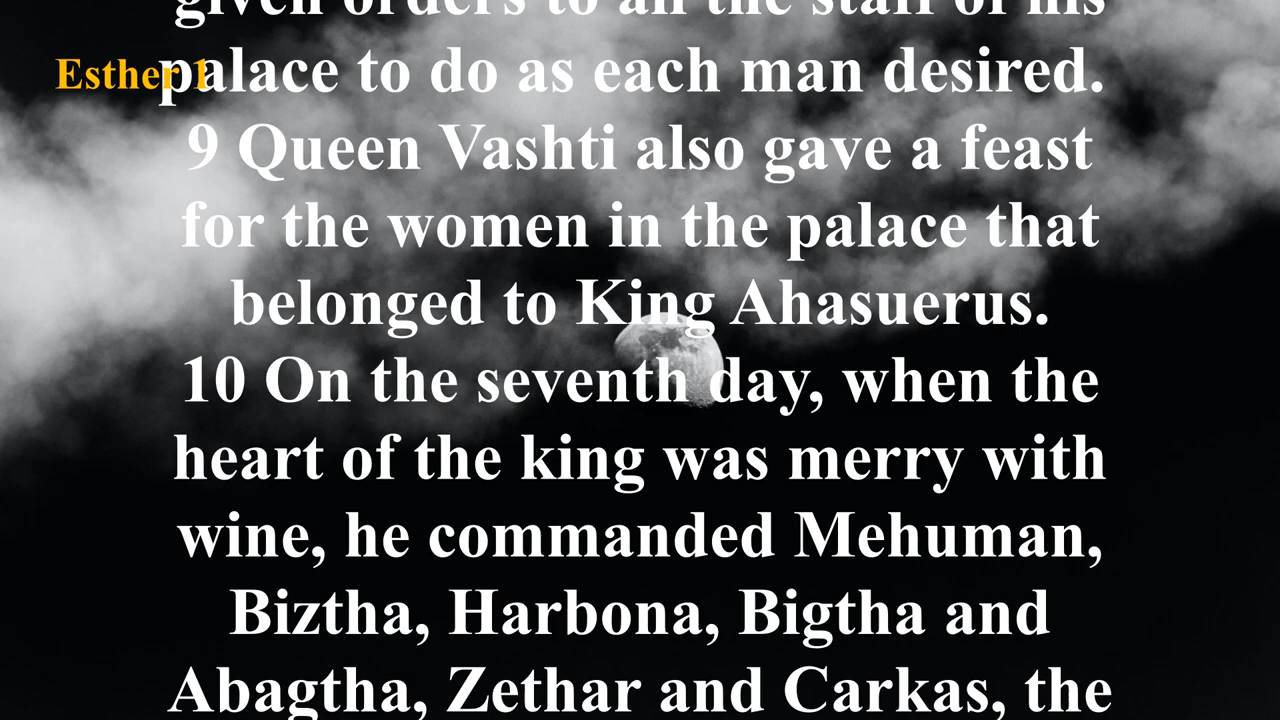 given orders to all the staff of his
Esther 1
palace to do as each man desired.
9 Queen Vashti also gave a feast
for the women in the palace that
belonged to King Ahasuerus.
10 On the seventh day, when the
heart of the king was merry with
wine, he commanded Mehuman,
Biztha, Harbona, Bigtha and
Abagtha, Zethar and Carkas, the